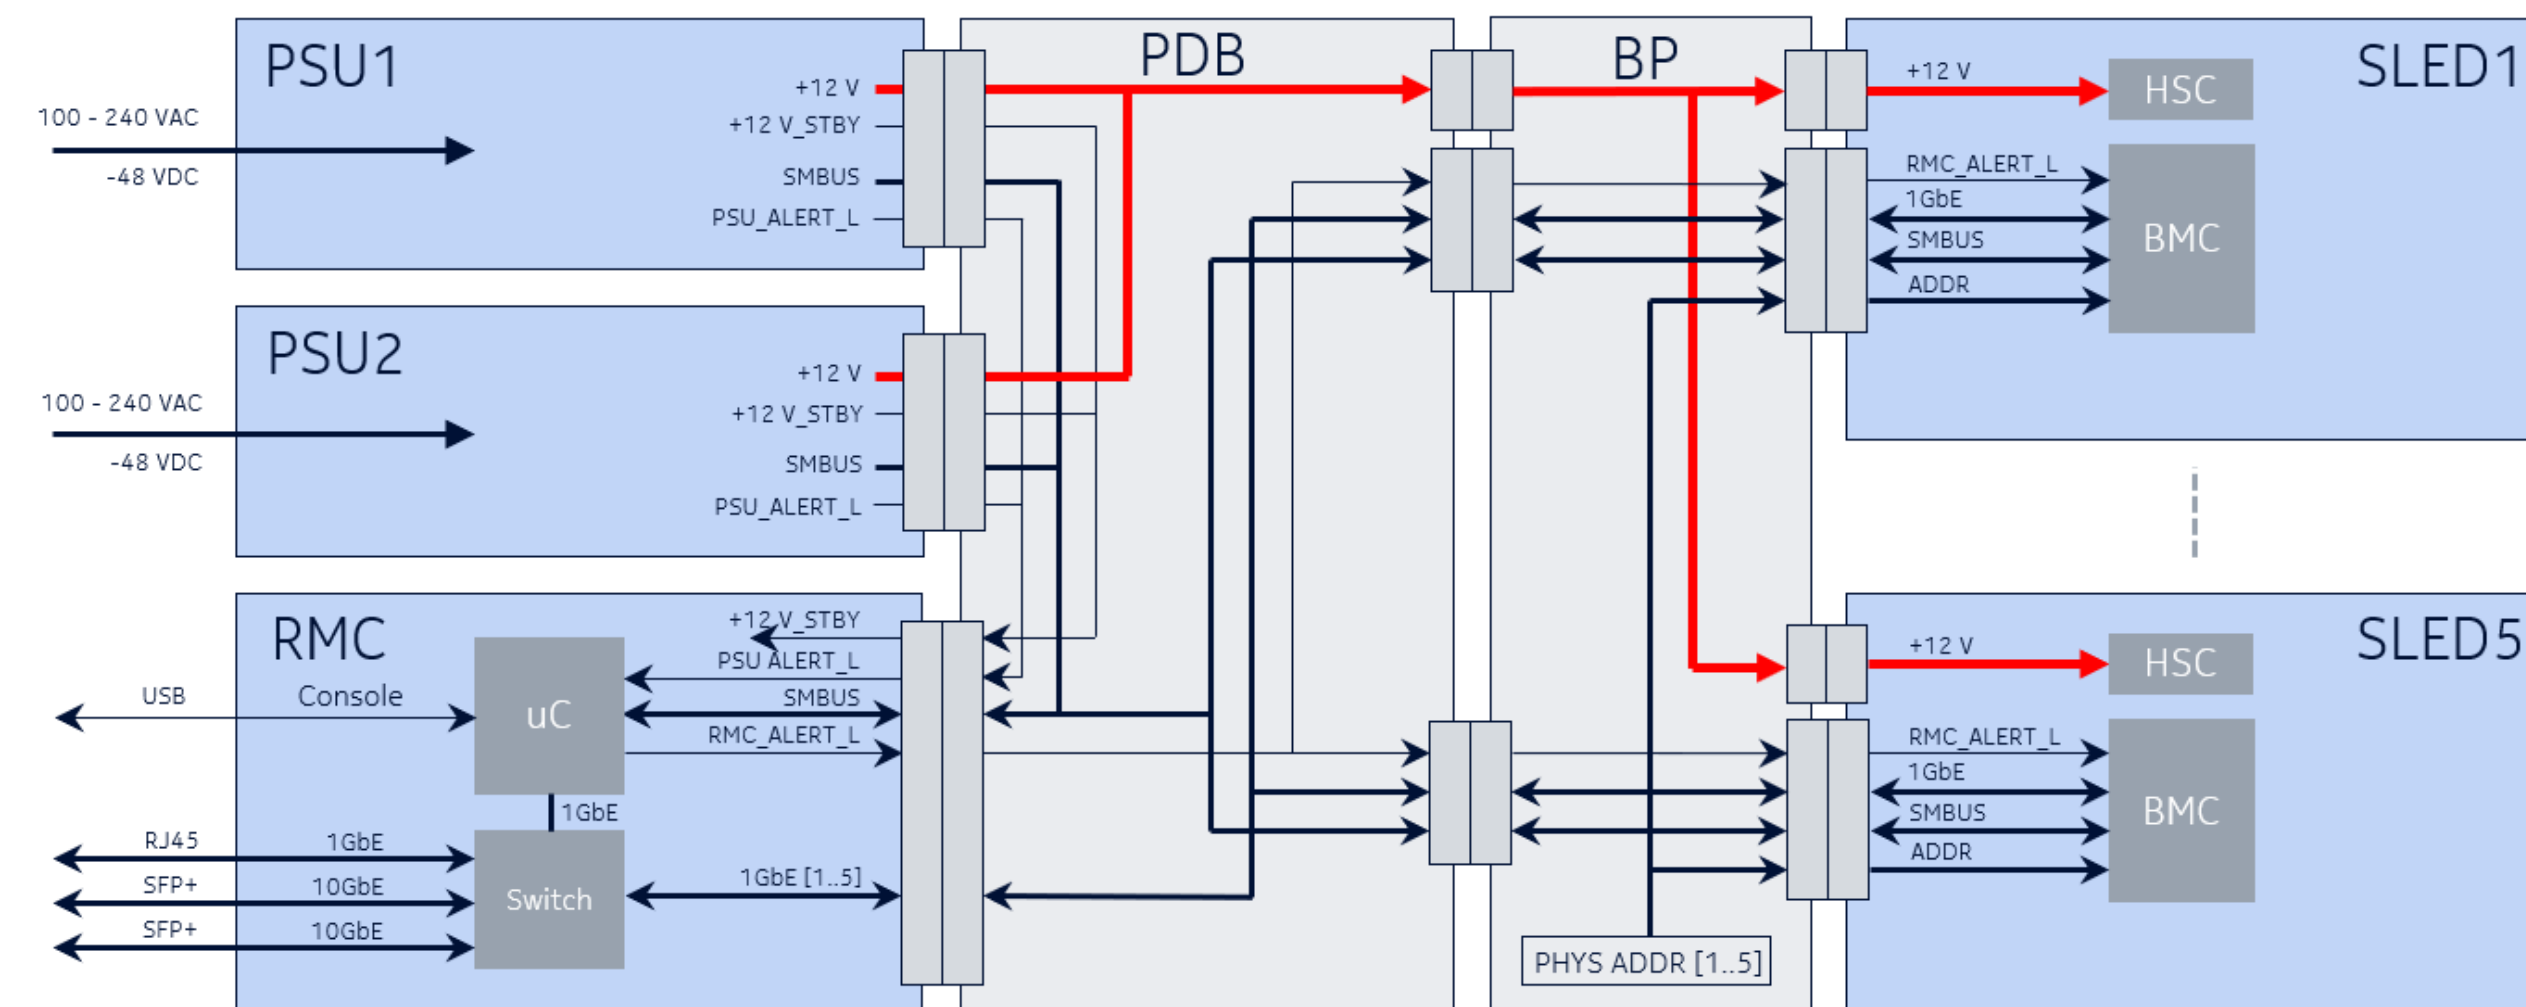 PSU1
100 - 240 VAC
-48 VDC
+12 V
+12 V_STBY
SMBUS
PSU_ALERT_L
PSU2
100 - 240 VAC
-48 VDC
+12 V
+12 V_STBY
SMBUS
PSU_ALERT_L
RMC
USB
Console
uC
+12 V_STBY
PSU ALERT_L
SMBUS
RMC_ALERT_L
1GbE
RJ45
1GbE
SFP+
10GbE
SFP+
10GbE
Switch
1GbE [1..5]
PDB
BP
PHYS ADDR [1..5]
SLED1
+12 V
HSC
RMC_ALERT_L
1GbE
SMBUS
ADDR
BMC
SLED5
+12 V
HSC
RMC_ALERT_L
1GbE
SMBUS
ADDR
BMC